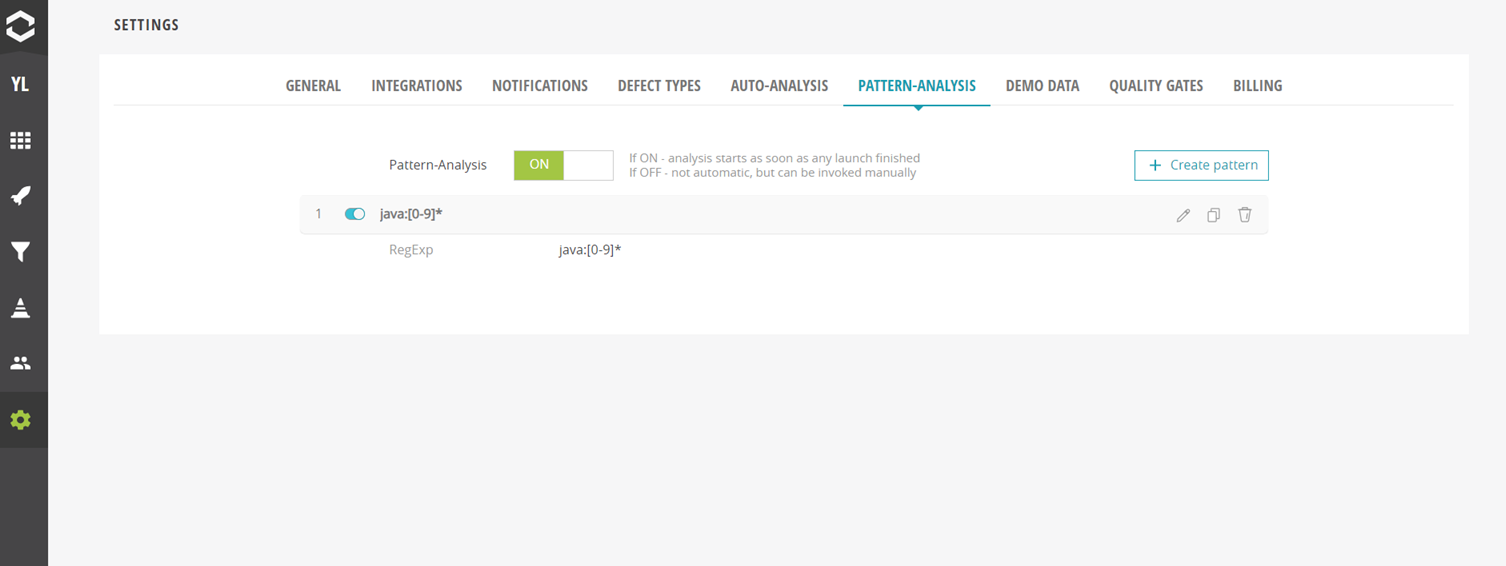 SETTINGS
YL
GENERAL INTEGRATIONS NOTIFICATIONS DEFECT TYPES AUTO-ANALYSIS PATTERN-ANALYSIS DEMO DATA QUALITY GATES BILLING
Pattern-Analysis ON
If ON - analysis starts as soon as any launch finished
If OFF - not automatic, but can be invoked manually
+ Create pattern
1 java:[0-9]*
RegExp java:[0-9]*